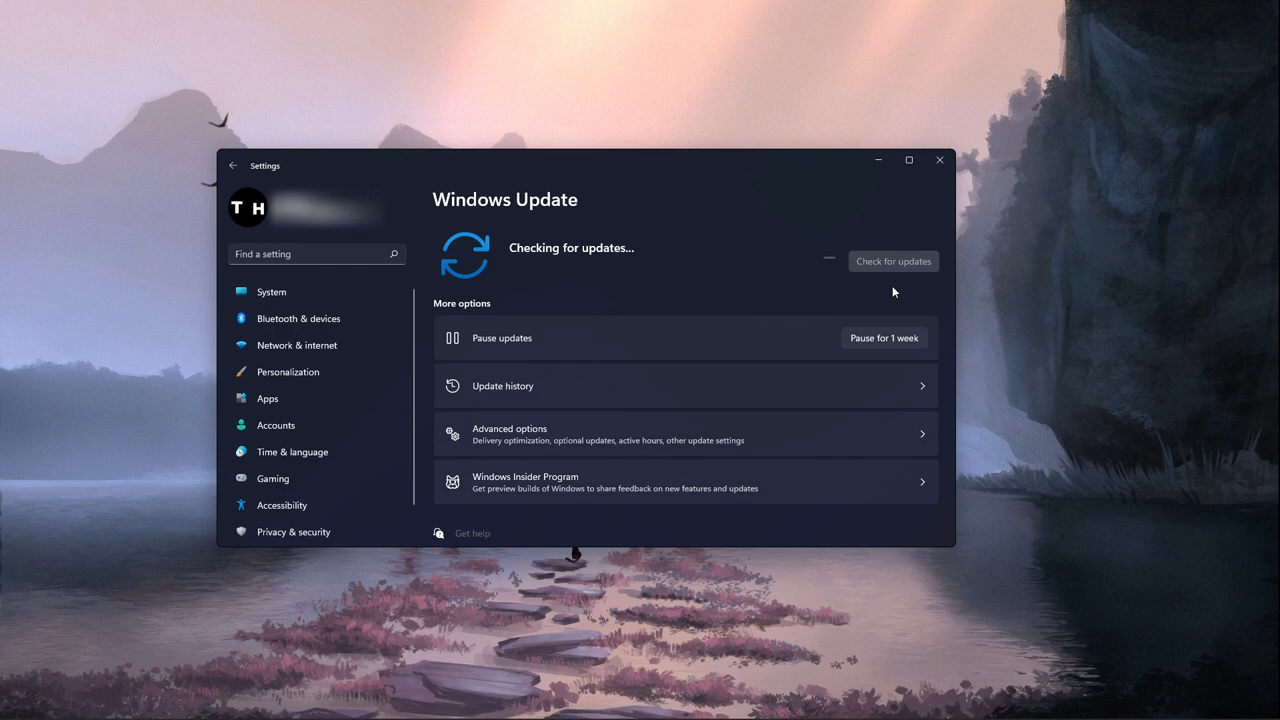 Settings
T H
Find a setting
System
Bluetooth & devices
Network & internet
Personalization
Apps
Accounts
Time & language
Gaming
Accessibility
Privacy & security
Windows Update
Checking for updates...
Check for updates
More options
Pause updates
Pause for 1 week
Update history
Advanced options
Delivery optimization, optional updates, active hours, other update settings
Windows Insider Program
Get preview builds of Windows to share feedback on new features and updates
Get help